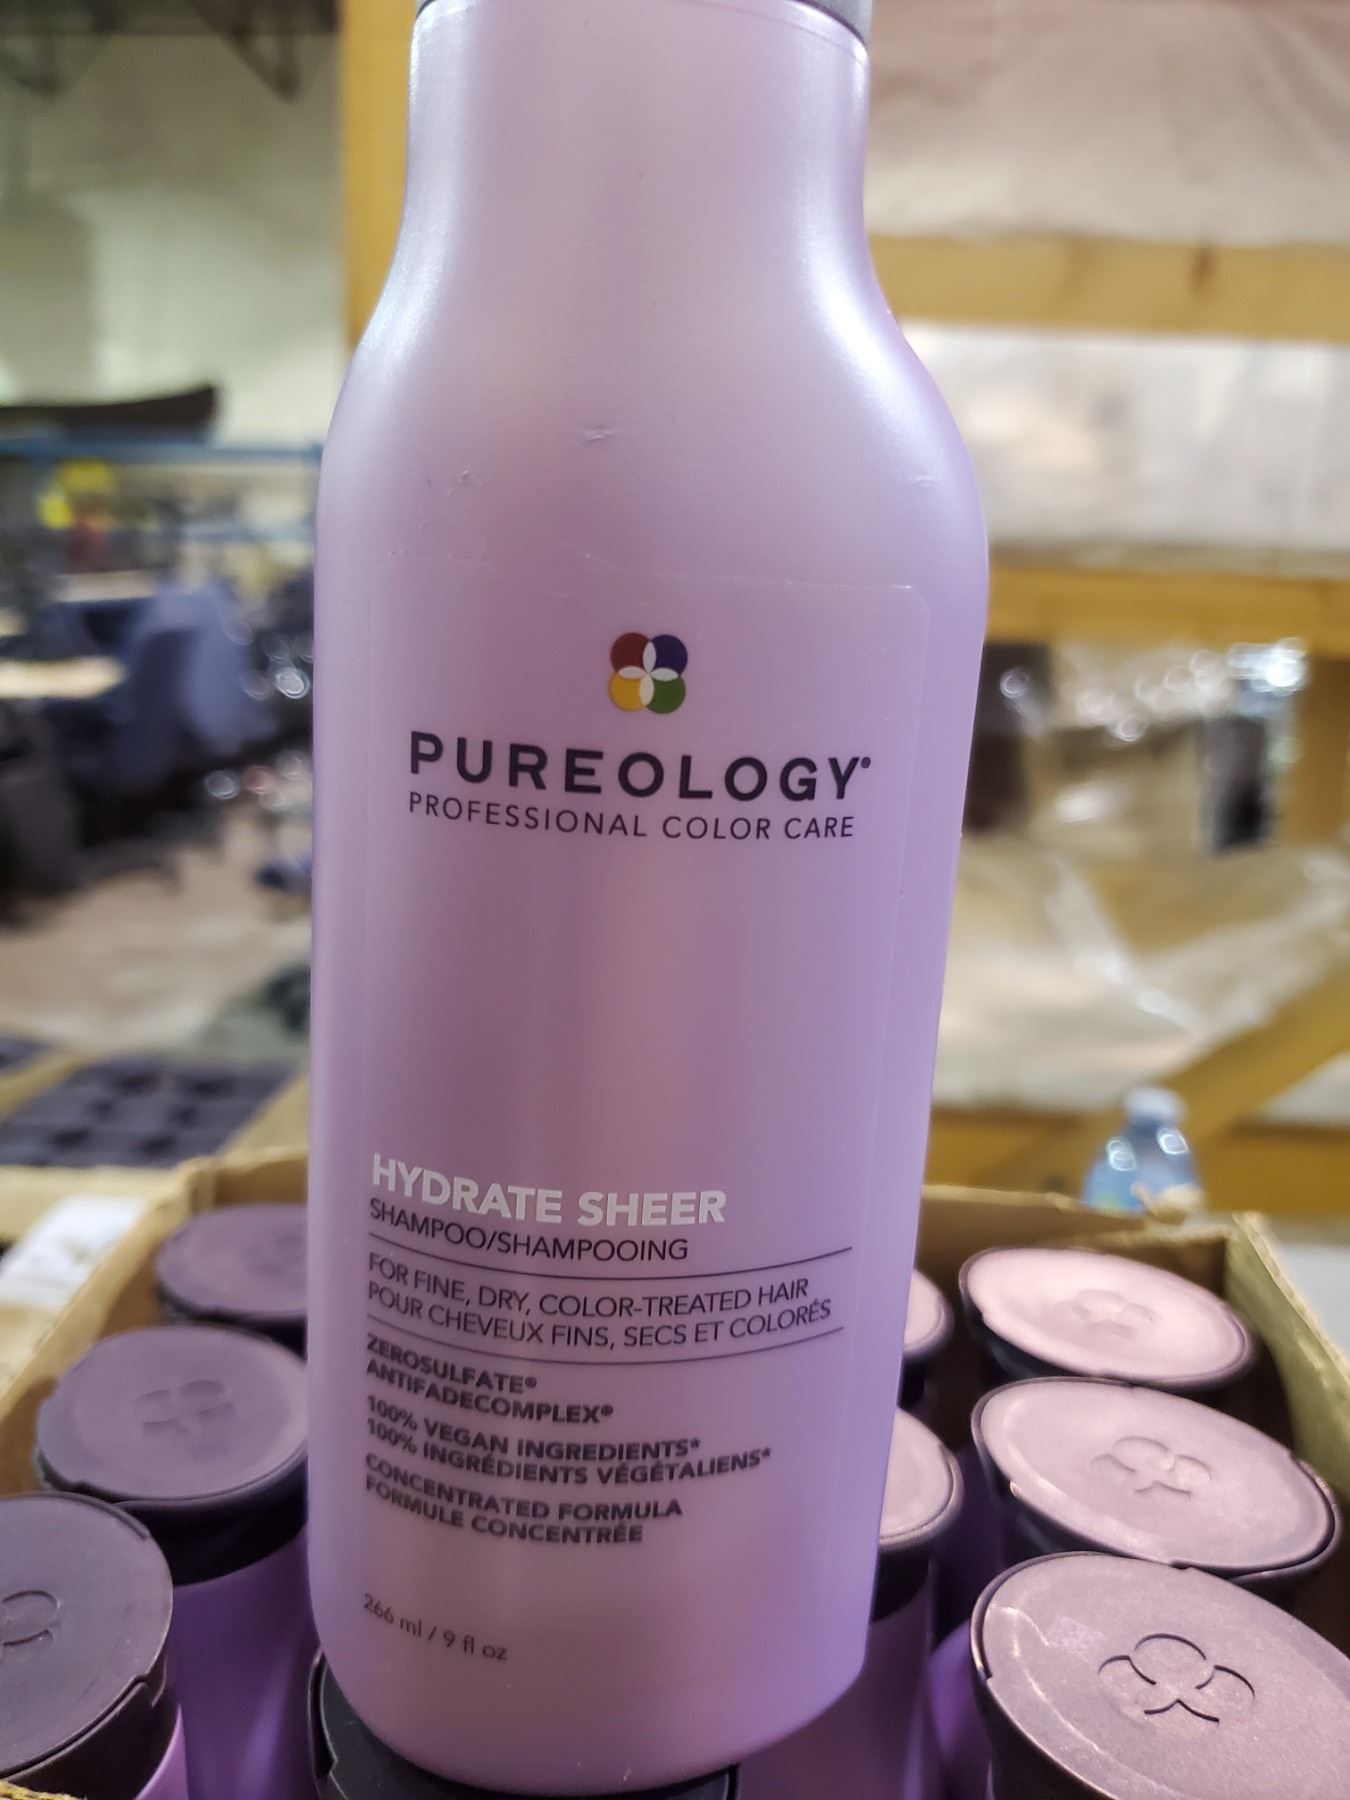 PUREOLOGY®
PROFESSIONAL COLOR CARE
HYDRATE SHEER
SHAMPOO/SHAMPOOING
FOR FINE, DRY, COLOR-TREATED HAIR
POUR CHEVEUX FINS, SECS ET COLORÉS
ZEROSULFATE®
ANTIFADECOMPLEX®
100% VEGAN INGREDIENTS*
100% INGRÉDIENTS VÉGÉTALIENS*
CONCENTRATED FORMULA
FORMULE CONCENTRÉE
266 ml / 9 fl oz